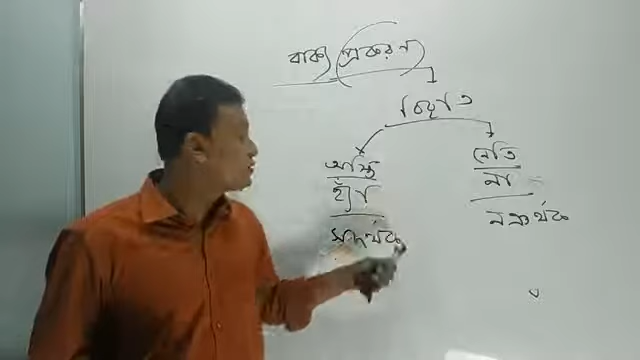 বাক্য (প্রকরণ)
বিবৃতি
অস্তি
হ্যাঁ
সদর্থক
নেতি
না
নঞর্থক